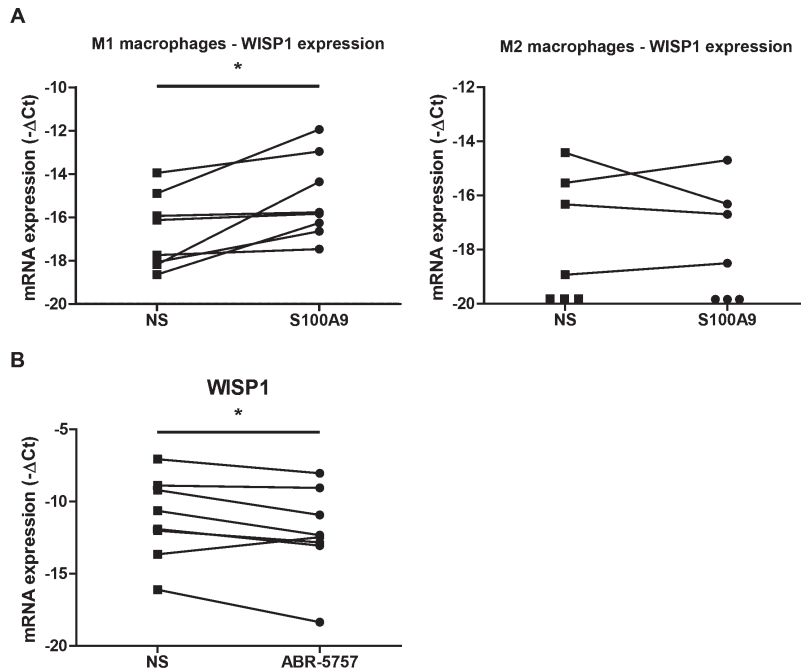 A
M1 macrophages - WISP1 expression
*
mRNA expression (-ΔCt)
-10
-12
-14
-16
-18
-20
NS
S100A9
M2 macrophages - WISP1 expression
mRNA expression (-ΔCt)
-12
-14
-16
-18
-20
NS
S100A9
B
WISP1
*
mRNA expression (-ΔCt)
-5
-10
-15
-20
NS
ABR-5757